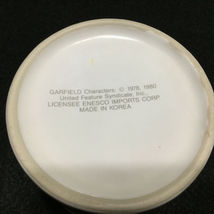 GARFIELD Characters: © 1978, 1980
United Feature Syndicate, Inc.,
LICENSEE ENESCO IMPORTS CORP.
MADE IN KOREA